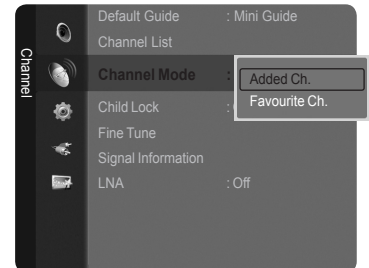 Channel
Default Guide : Mini Guide
Channel List
Channel Mode :
Added Ch.
Favourite Ch.
Child Lock :
Fine Tune
Signal Information
LNA : Off